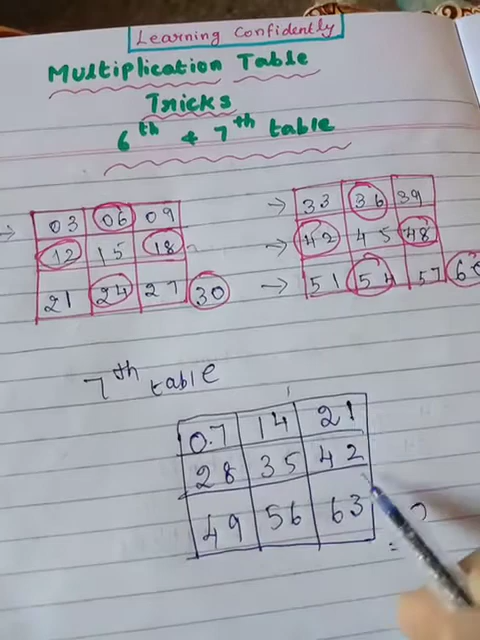 Learning Confidently
Multiplication Table
Tricks
6th & 7th table
→ 03 06 09
12 15 18
21 24 27 30
→ 33 36 39
→ 42 45 48
→ 51 54 57 60
7th table
07 14 21
28 35 42
49 56 63
=